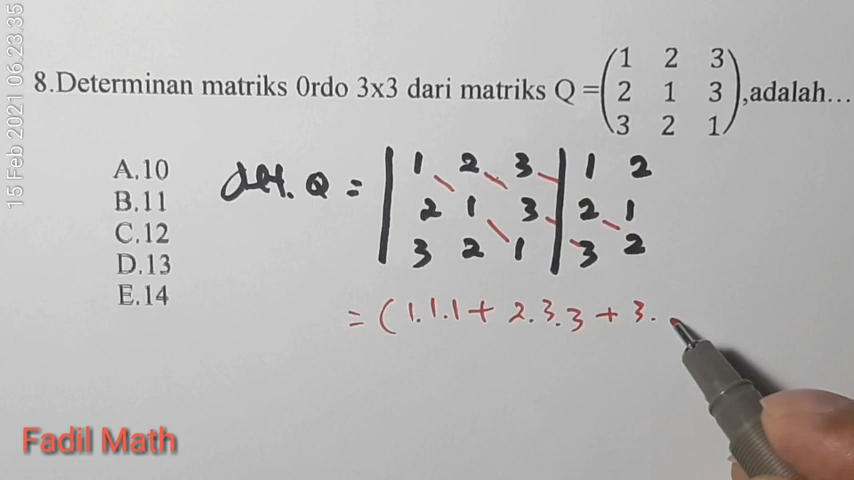 15 Feb 2021 06.23.35
8.Determinan matriks 0rdo 3x3 dari matriks Q = (1 2 3
2 1 3
3 2 1) ,adalah...
A.10
B.11
C.12
D.13
E.14
det. Q = | 1 2 3 | 1 2
2 1 3 | 2 1
3 2 1 | 3 2
= (1.1.1 + 2.3.3 + 3.
Fadil Math